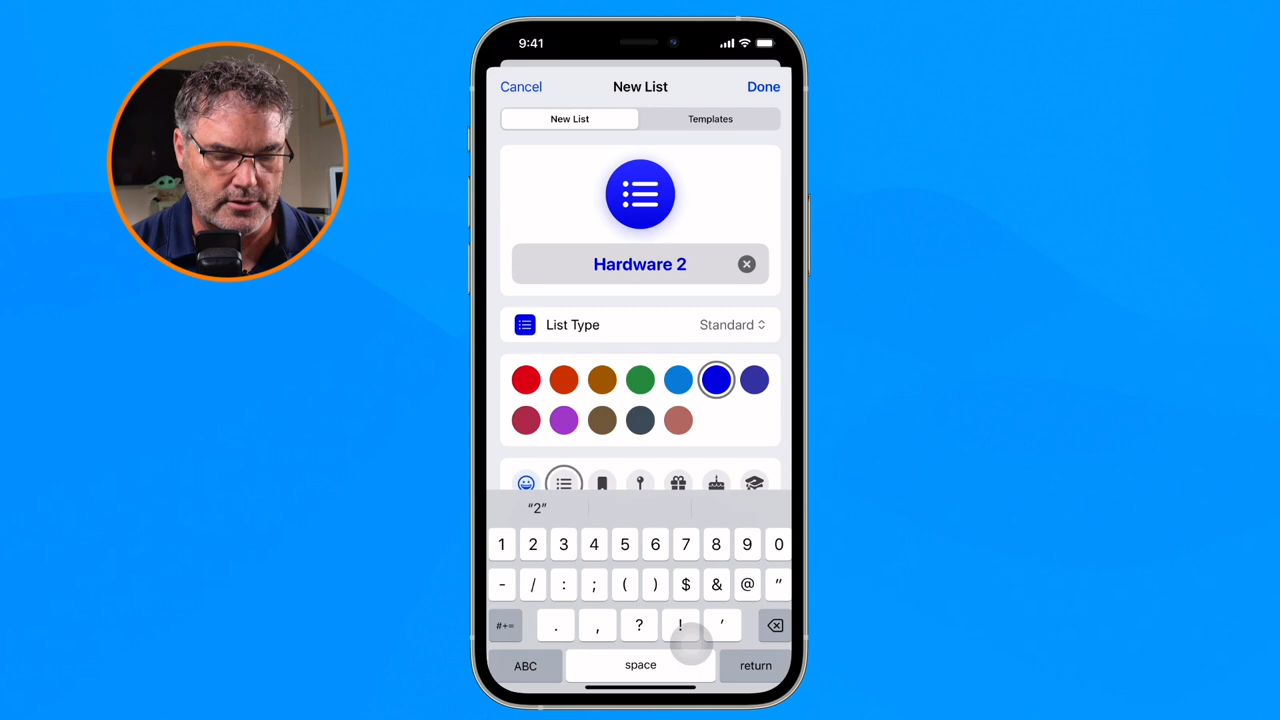 9:41
Cancel New List Done
New List Templates
Hardware 2
List Type Standard
"2"
1 2 3 4 5 6 7 8 9 0
- / : ; ( ) $ & @ "
#+= . , ? ! '
ABC space return